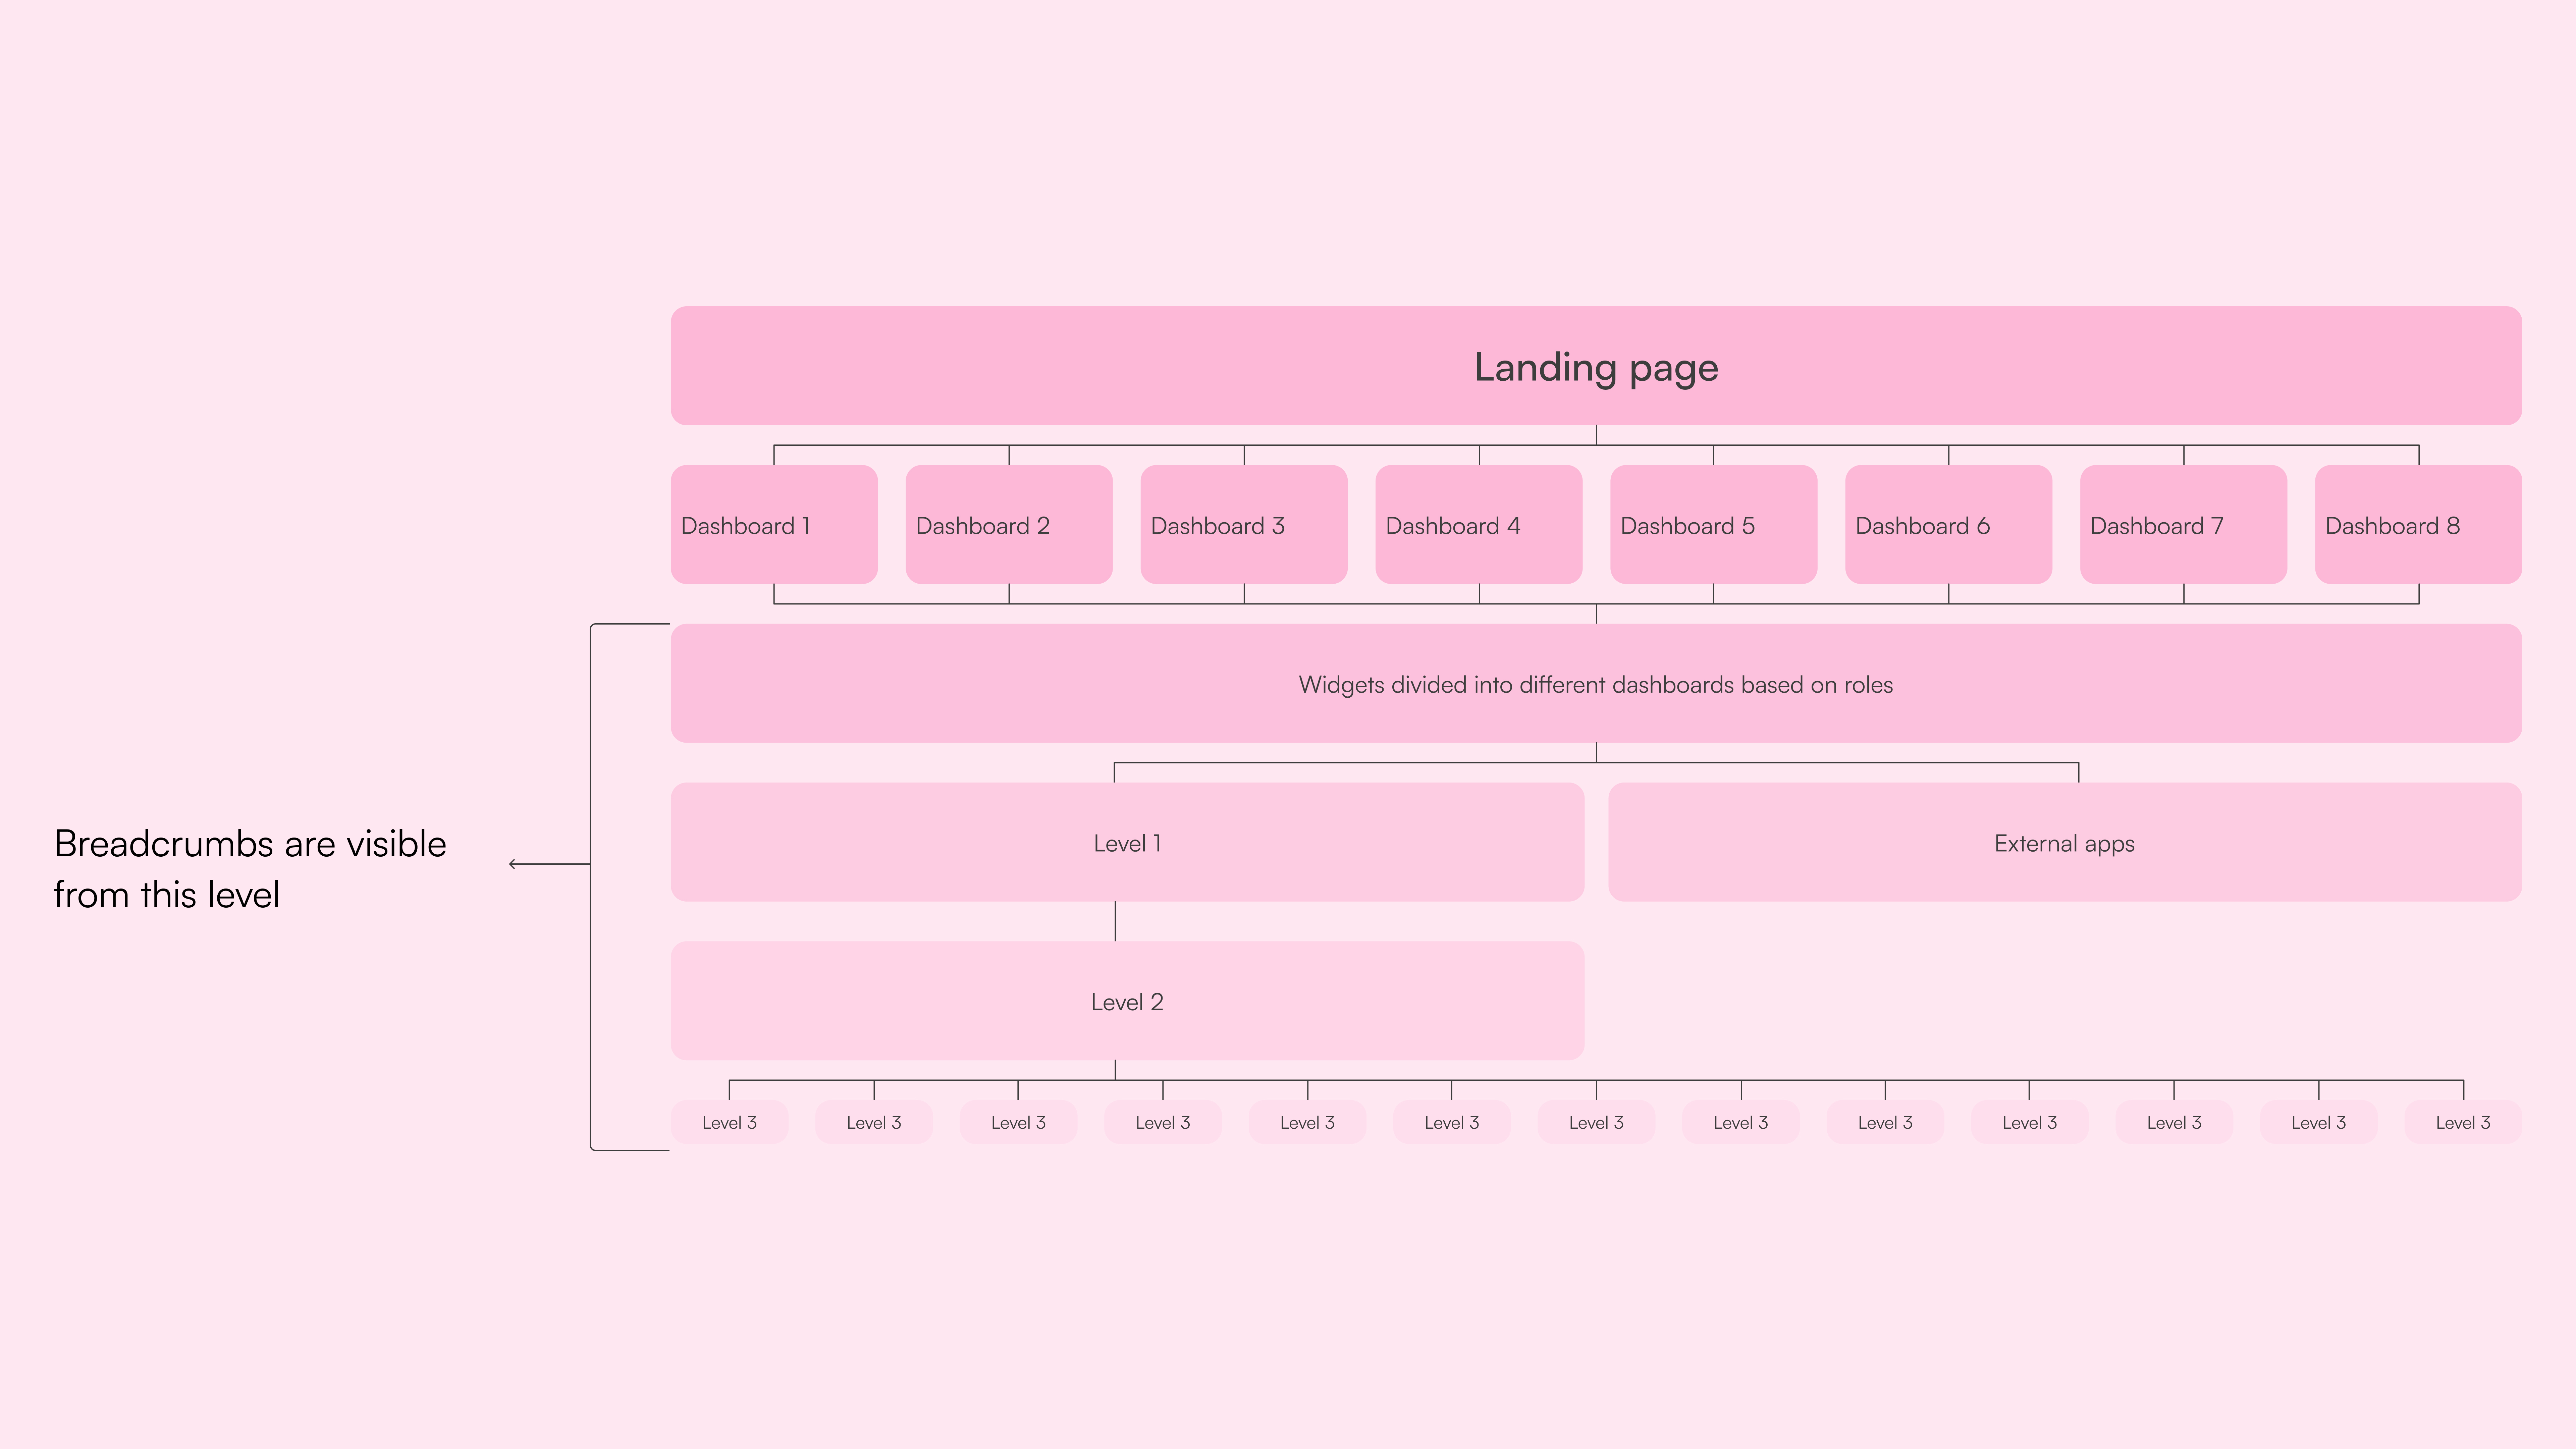 Landing page
Dashboard 1
Dashboard 2
Dashboard 3
Dashboard 4
Dashboard 5
Dashboard 6
Dashboard 7
Dashboard 8
Widgets divided into different dashboards based on roles
Breadcrumbs are visible
from this level
Level 1
External apps
Level 2
Level 3
Level 3
Level 3
Level 3
Level 3
Level 3
Level 3
Level 3
Level 3
Level 3
Level 3
Level 3
Level 3